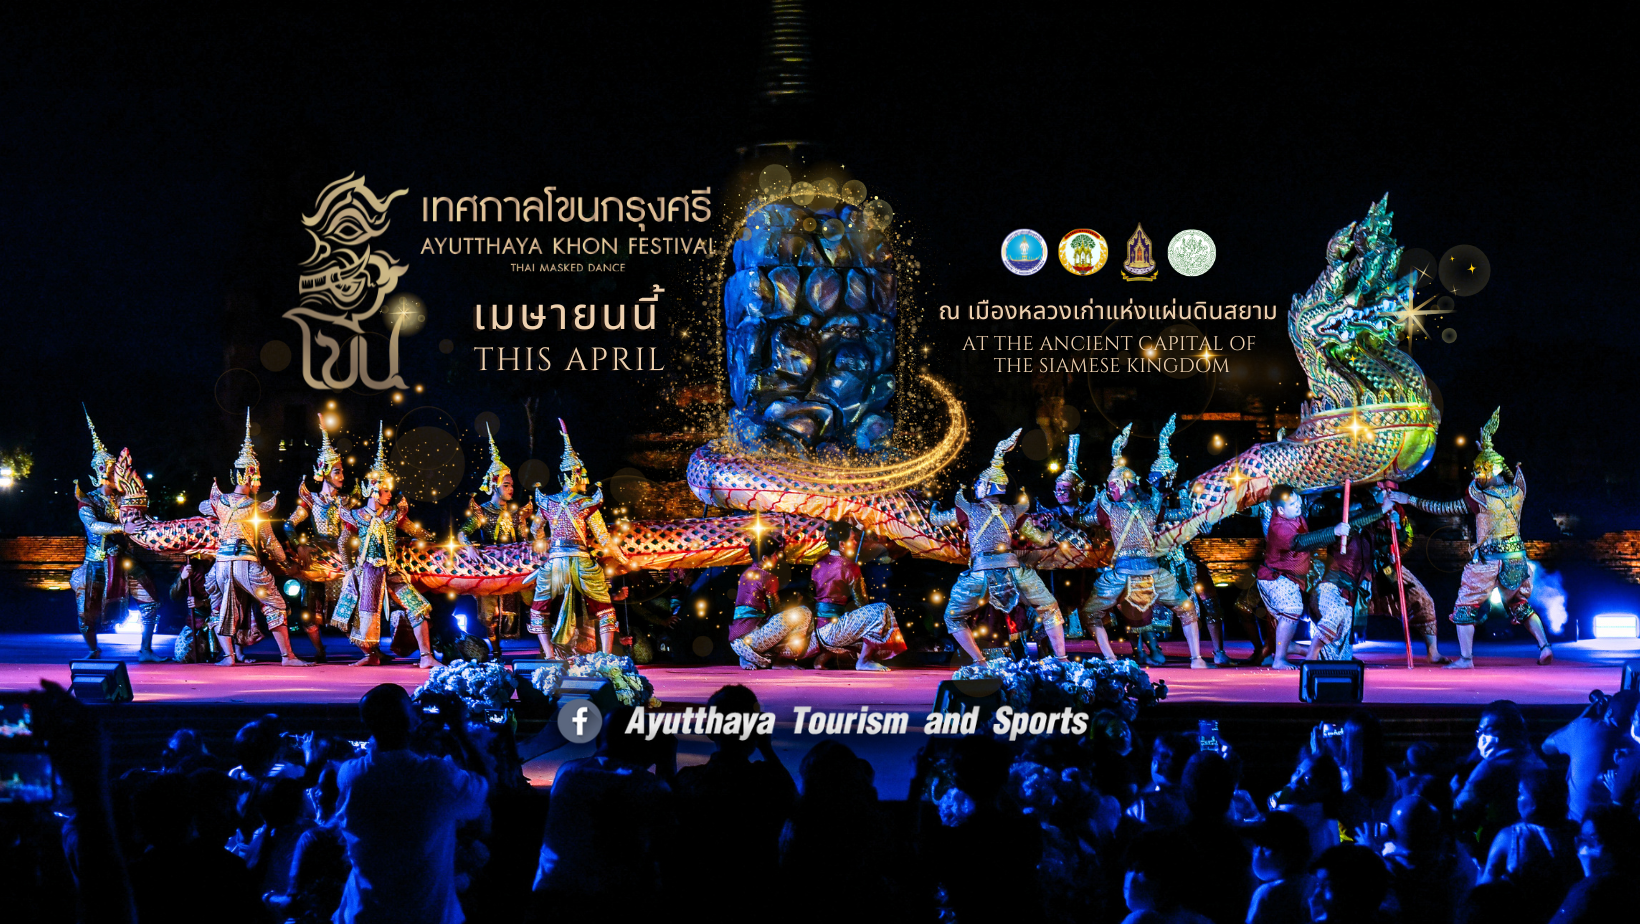 เทศกาลโขนกรุงศรี
AYUTTHAYA KHON FESTIVAL
THAI MASKED DANCE
โขน
เมษายนนี้
THIS APRIL
ณ เมืองหลวงเก่าแห่งแผ่นดินสยาม
AT THE ANCIENT CAPITAL OF
THE SIAMESE KINGDOM
f Ayutthaya Tourism and Sports